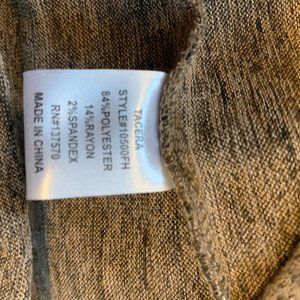 TACERA
STYLE#10500FH
84%POLYESTER
14%RAYON
2%SPANDEX
RN#137570
MADE IN CHINA